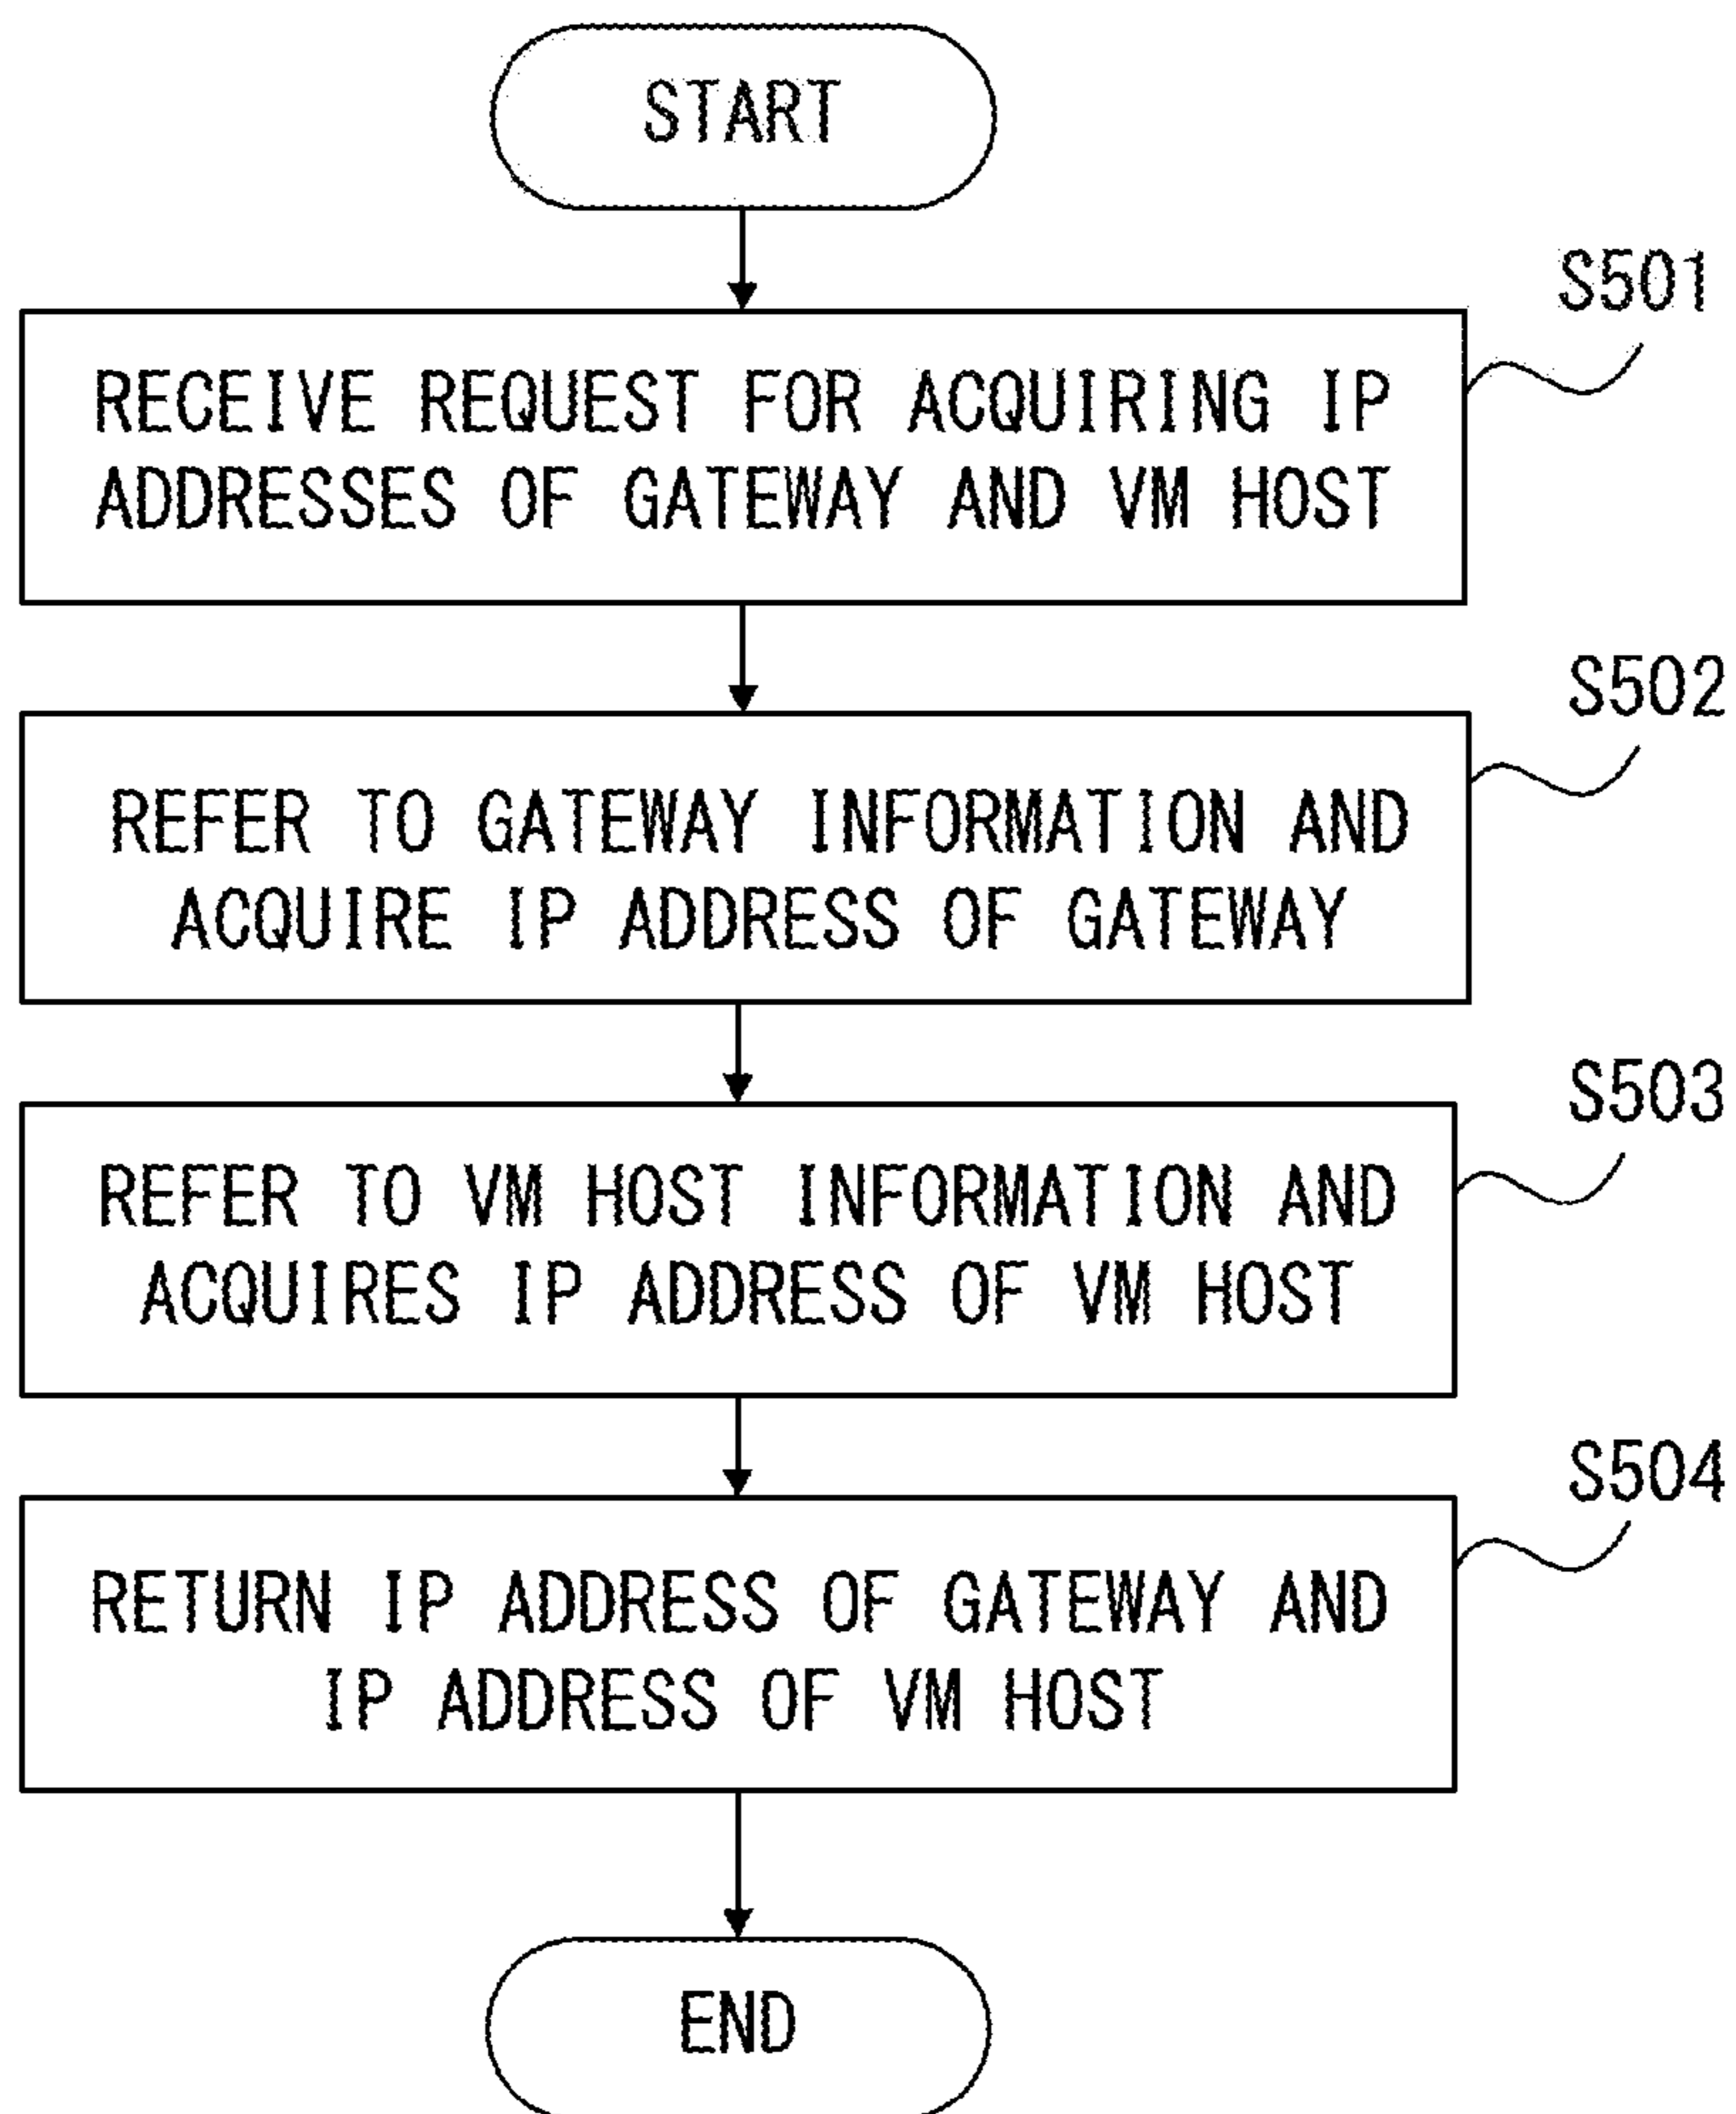 START
S501
RECEIVE REQUEST FOR ACQUIRING IP
ADDRESSES OF GATEWAY AND VM HOST
S502
REFER TO GATEWAY INFORMATION AND
ACQUIRE IP ADDRESS OF GATEWAY
S503
REFER TO VM HOST INFORMATION AND
ACQUIRES IP ADDRESS OF VM HOST
S504
RETURN IP ADDRESS OF GATEWAY AND
IP ADDRESS OF VM HOST
END